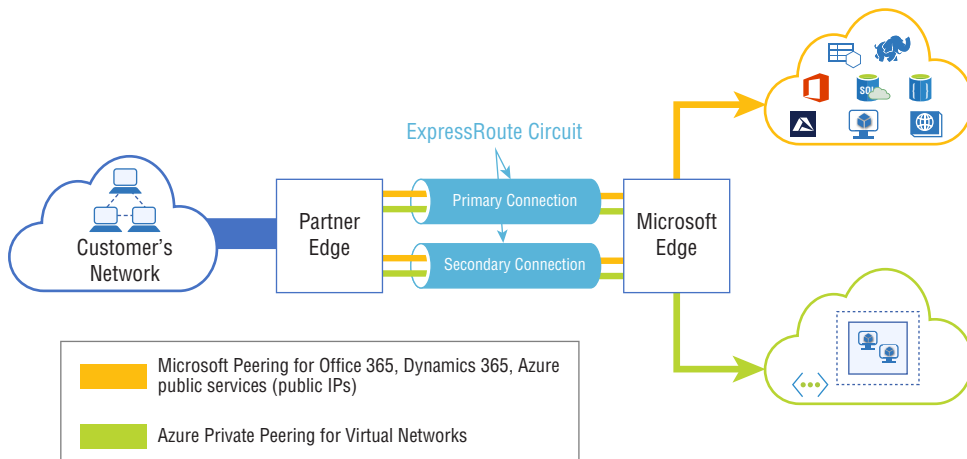 ExpressRoute Circuit
Primary Connection
Secondary Connection
Customer's
Network
Partner
Edge
Microsoft
Edge
SQL
Microsoft Peering for Office 365, Dynamics 365, Azure
public services (public IPs)
Azure Private Peering for Virtual Networks